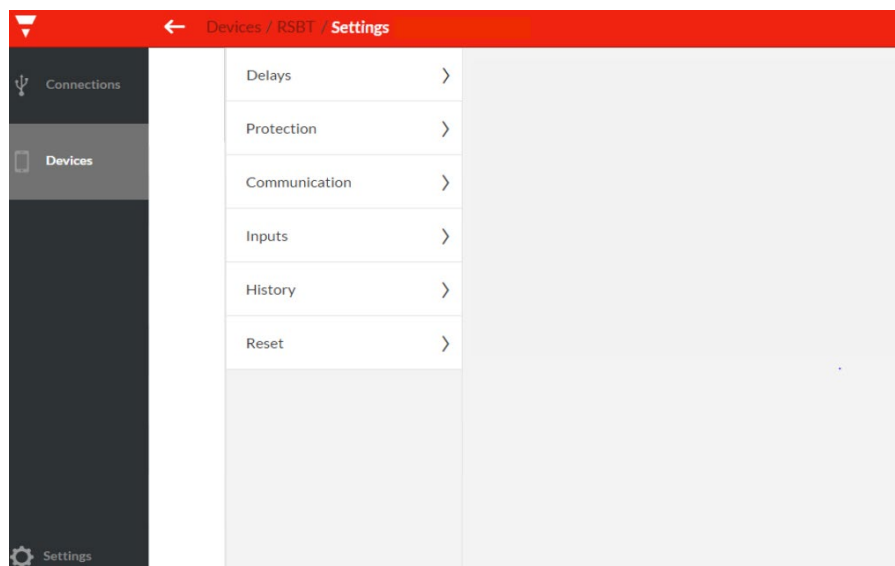 Devices / RSBT / Settings
Connections
Devices
Settings
Delays
Protection
Communication
Inputs
History
Reset